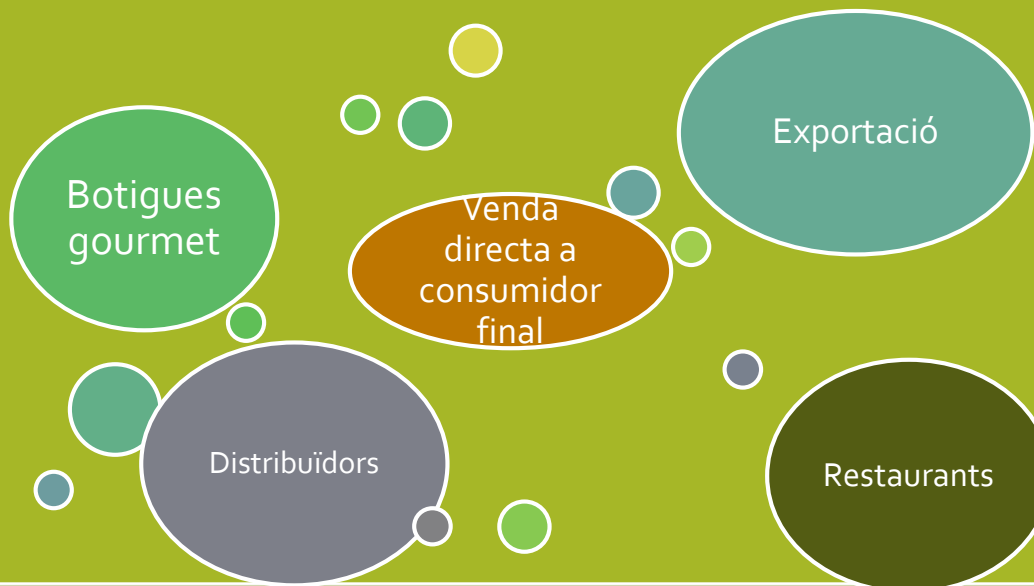 Botigues
gourmet
Venda
directa a
consumidor
final
Exportació
Distribuïdors
Restaurants